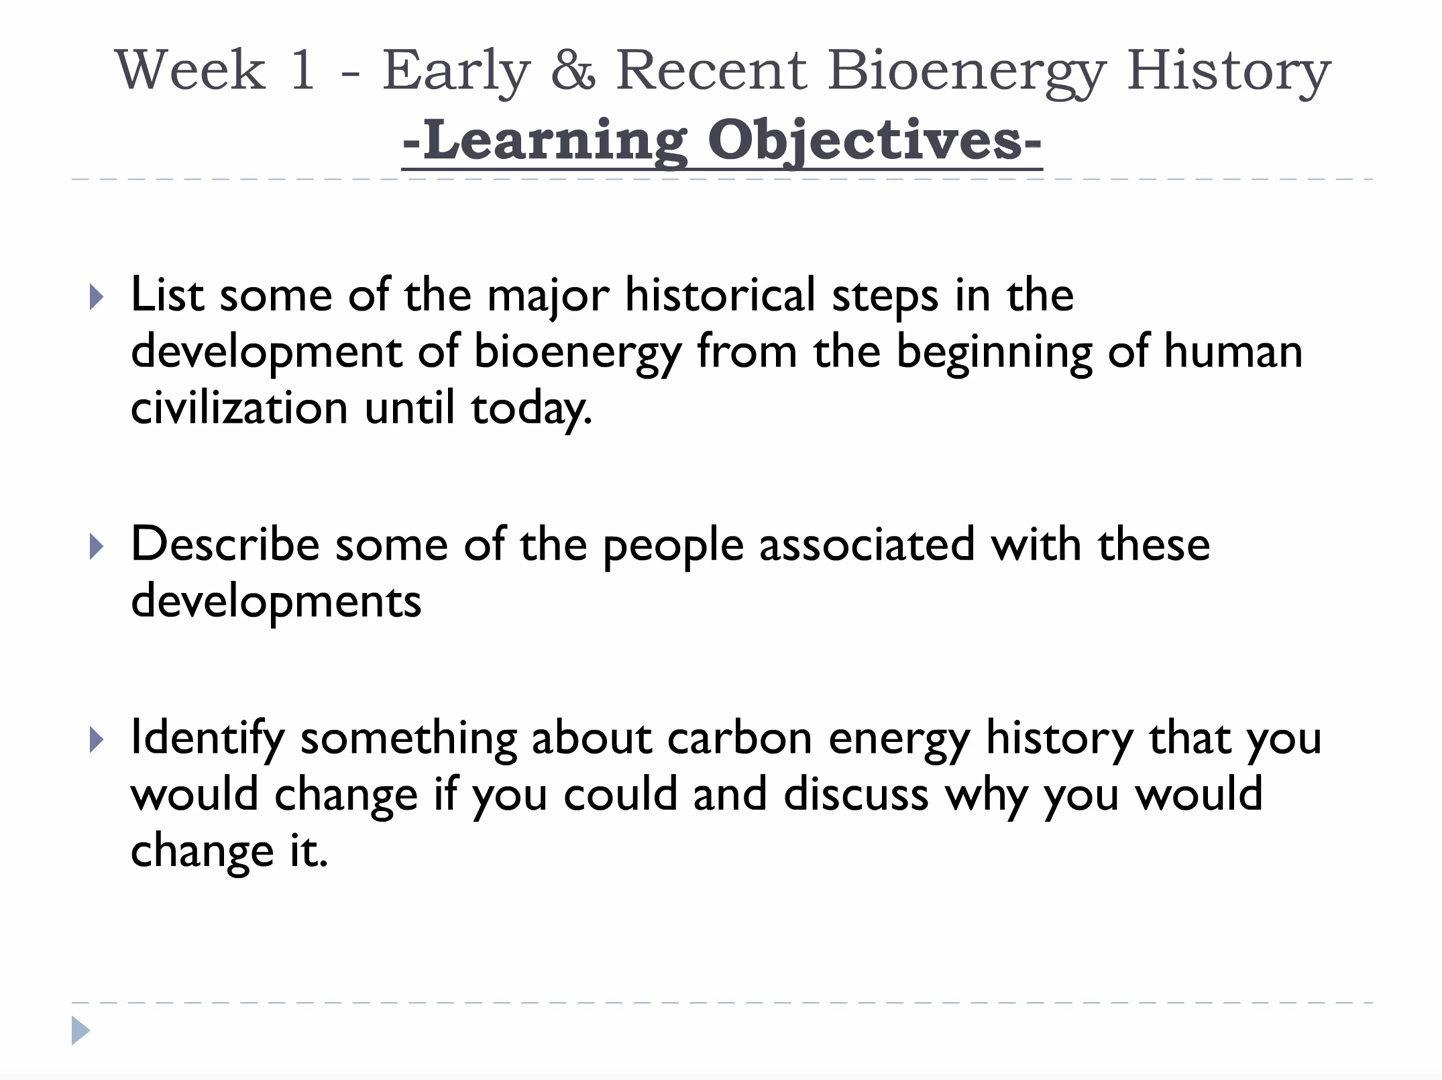 Week 1 - Early & Recent Bioenergy History
-Learning Objectives-
List some of the major historical steps in the
development of bioenergy from the beginning of human
civilization until today.
Describe some of the people associated with these
developments
Identify something about carbon energy history that you
would change if you could and discuss why you would
change it.